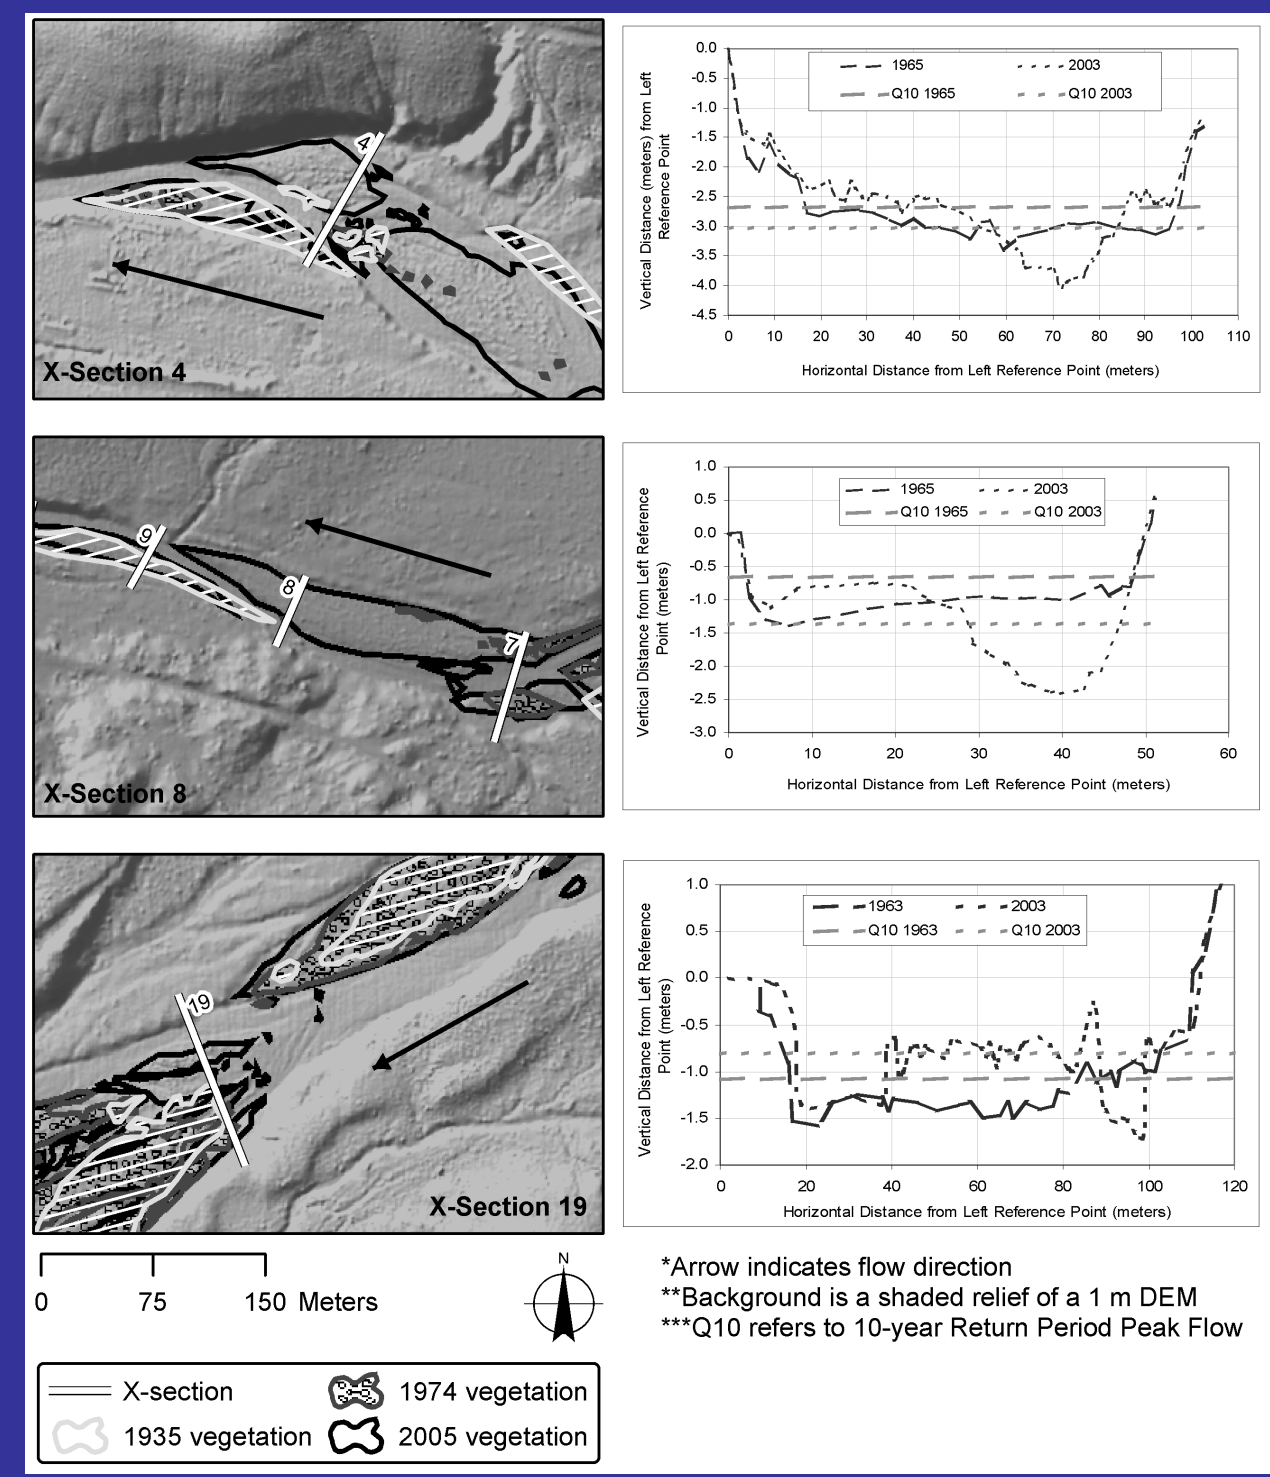 4
X-Section 4
0.0
-0.5
-1.0
-1.5
-2.0
-2.5
-3.0
-3.5
-4.0
-4.5
Vertical Distance (meters) from Left
Reference Point
1965
2003
Q10 1965
Q10 2003
0 10 20 30 40 50 60 70 80 90 100 110
Horizontal Distance from Left Reference Point (meters)
9
8
7
X-Section 8
1.0
0.5
0.0
-0.5
-1.0
-1.5
-2.0
-2.5
-3.0
Vertical Distance from Left Reference
Point (meters)
1965
2003
Q10 1965
Q10 2003
0 10 20 30 40 50 60
Horizontal Distance from Left Reference Point (meters)
19
X-Section 19
1.0
0.5
0.0
-0.5
-1.0
-1.5
-2.0
Vertical Distance from Left Reference
Point (meters)
1963
2003
Q10 1963
Q10 2003
0 20 40 60 80 100 120
Horizontal Distance from Left Reference Point (meters)
0 75 150 Meters
N
*Arrow indicates flow direction
**Background is a shaded relief of a 1 m DEM
***Q10 refers to 10-year Return Period Peak Flow
X-section
1974 vegetation
1935 vegetation
2005 vegetation